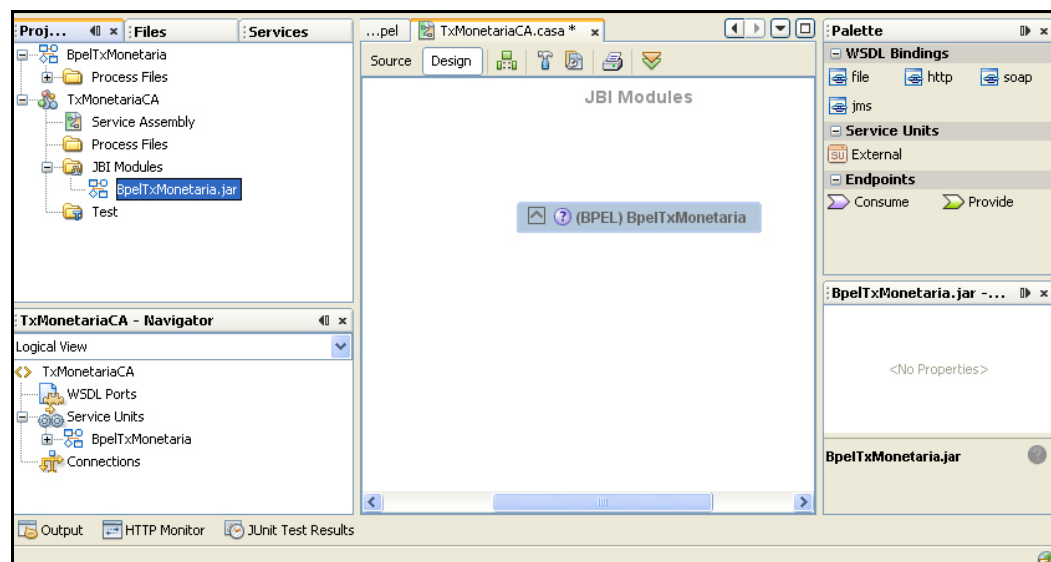 Proj... Files Services
BpelTxMonetaria
Process Files
TxMonetariaCA
Service Assembly
Process Files
JBI Modules
BpelTxMonetaria.jar
Test
TxMonetariaCA - Navigator
Logical View
TxMonetariaCA
WSDL Ports
Service Units
BpelTxMonetaria
Connections
...pel TxMonetariaCA.casa *
Source Design
JBI Modules
(BPEL) BpelTxMonetaria
Palette
WSDL Bindings
file http soap
jms
Service Units
SU External
Endpoints
Consume Provide
BpelTxMonetaria.jar -...
<No Properties>
BpelTxMonetaria.jar
Output HTTP Monitor JUnit Test Results